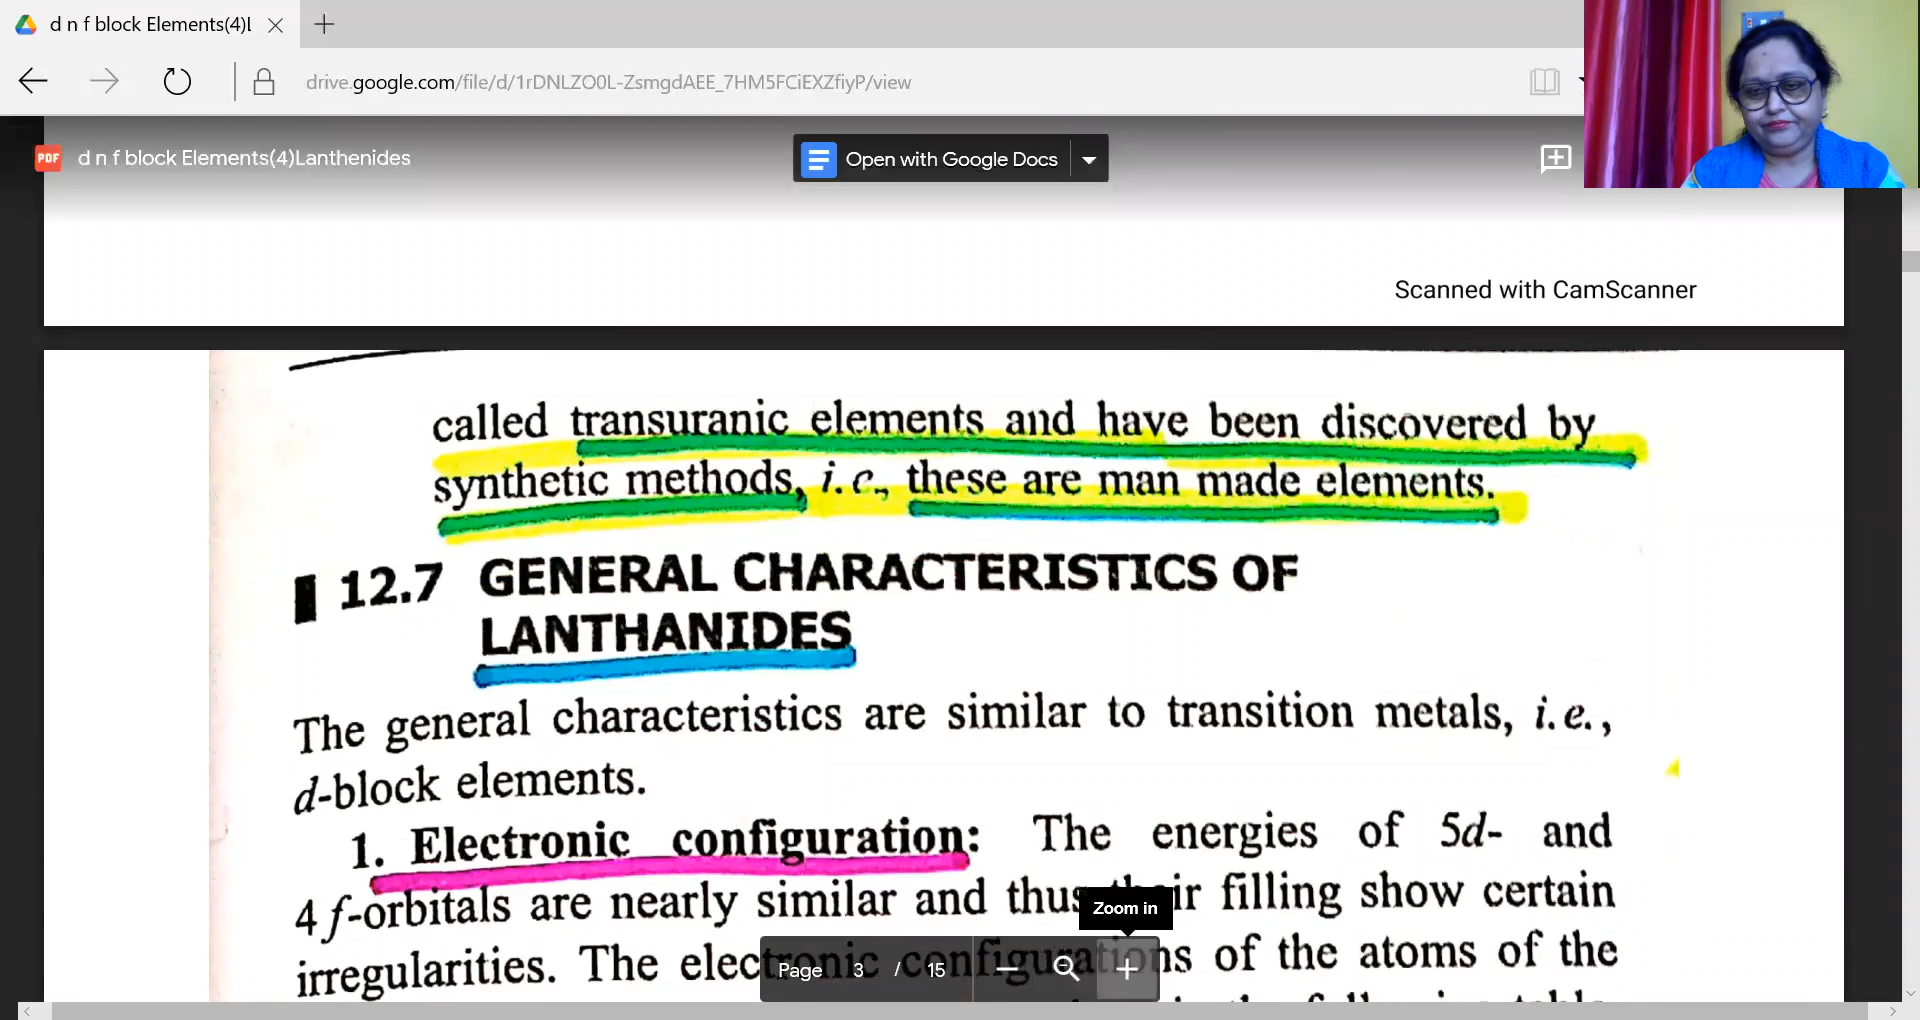 d n f block Elements(4)L
drive.google.com/file/d/1rDNLZO0L-ZsmgdAEE_7HM5FCiEXZfiyP/view
PDF d n f block Elements(4)Lanthenides
Open with Google Docs
Scanned with CamScanner
called transuranic elements and have been discovered by
synthetic methods, i.e., these are man made elements.
12.7 GENERAL CHARACTERISTICS OF
LANTHANIDES
The general characteristics are similar to transition metals, i.e.,
d-block elements.
1. Electronic configuration: The energies of 5d- and
4f-orbitals are nearly similar and thus their filling show certain
Zoom in
irregularities. The electronic configurations of the atoms of the
Page 3 / 15